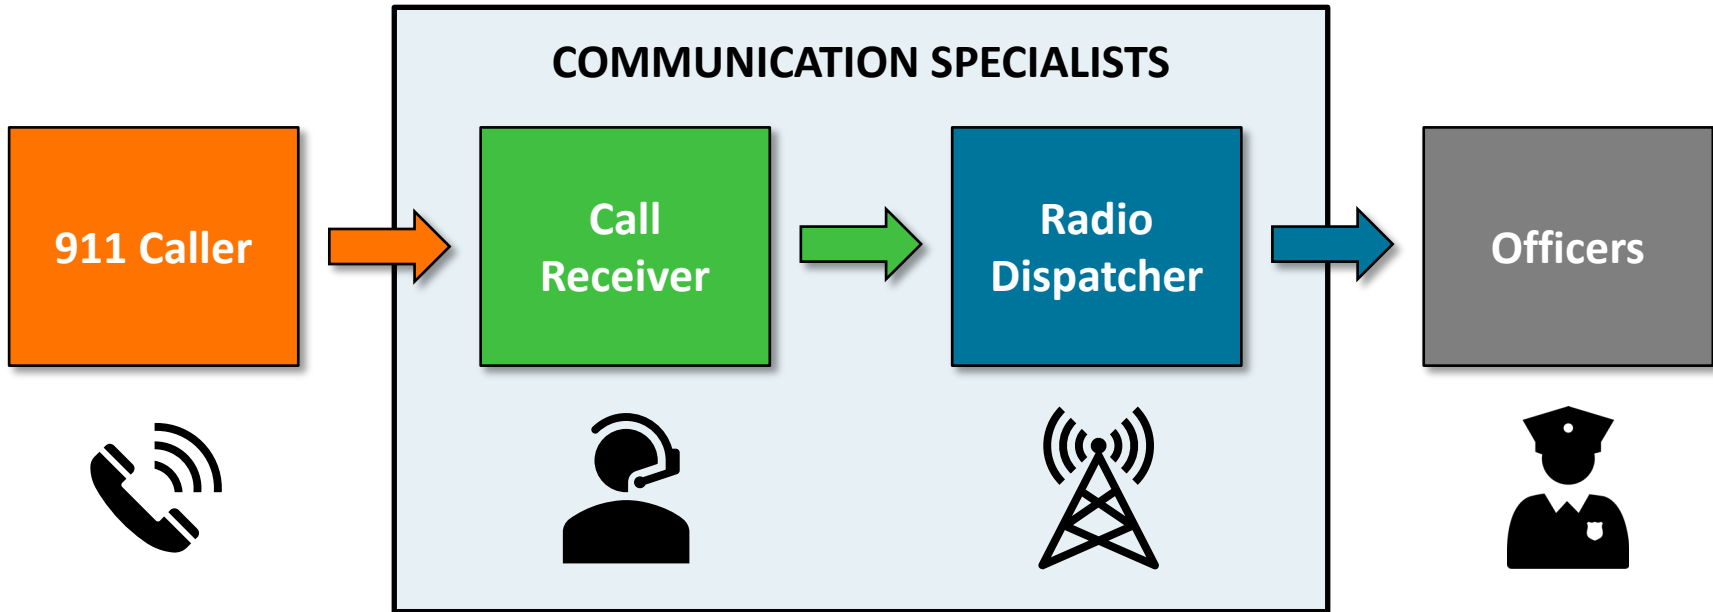 COMMUNICATION SPECIALISTS
911 Caller
Call
Receiver
Radio
Dispatcher
Officers